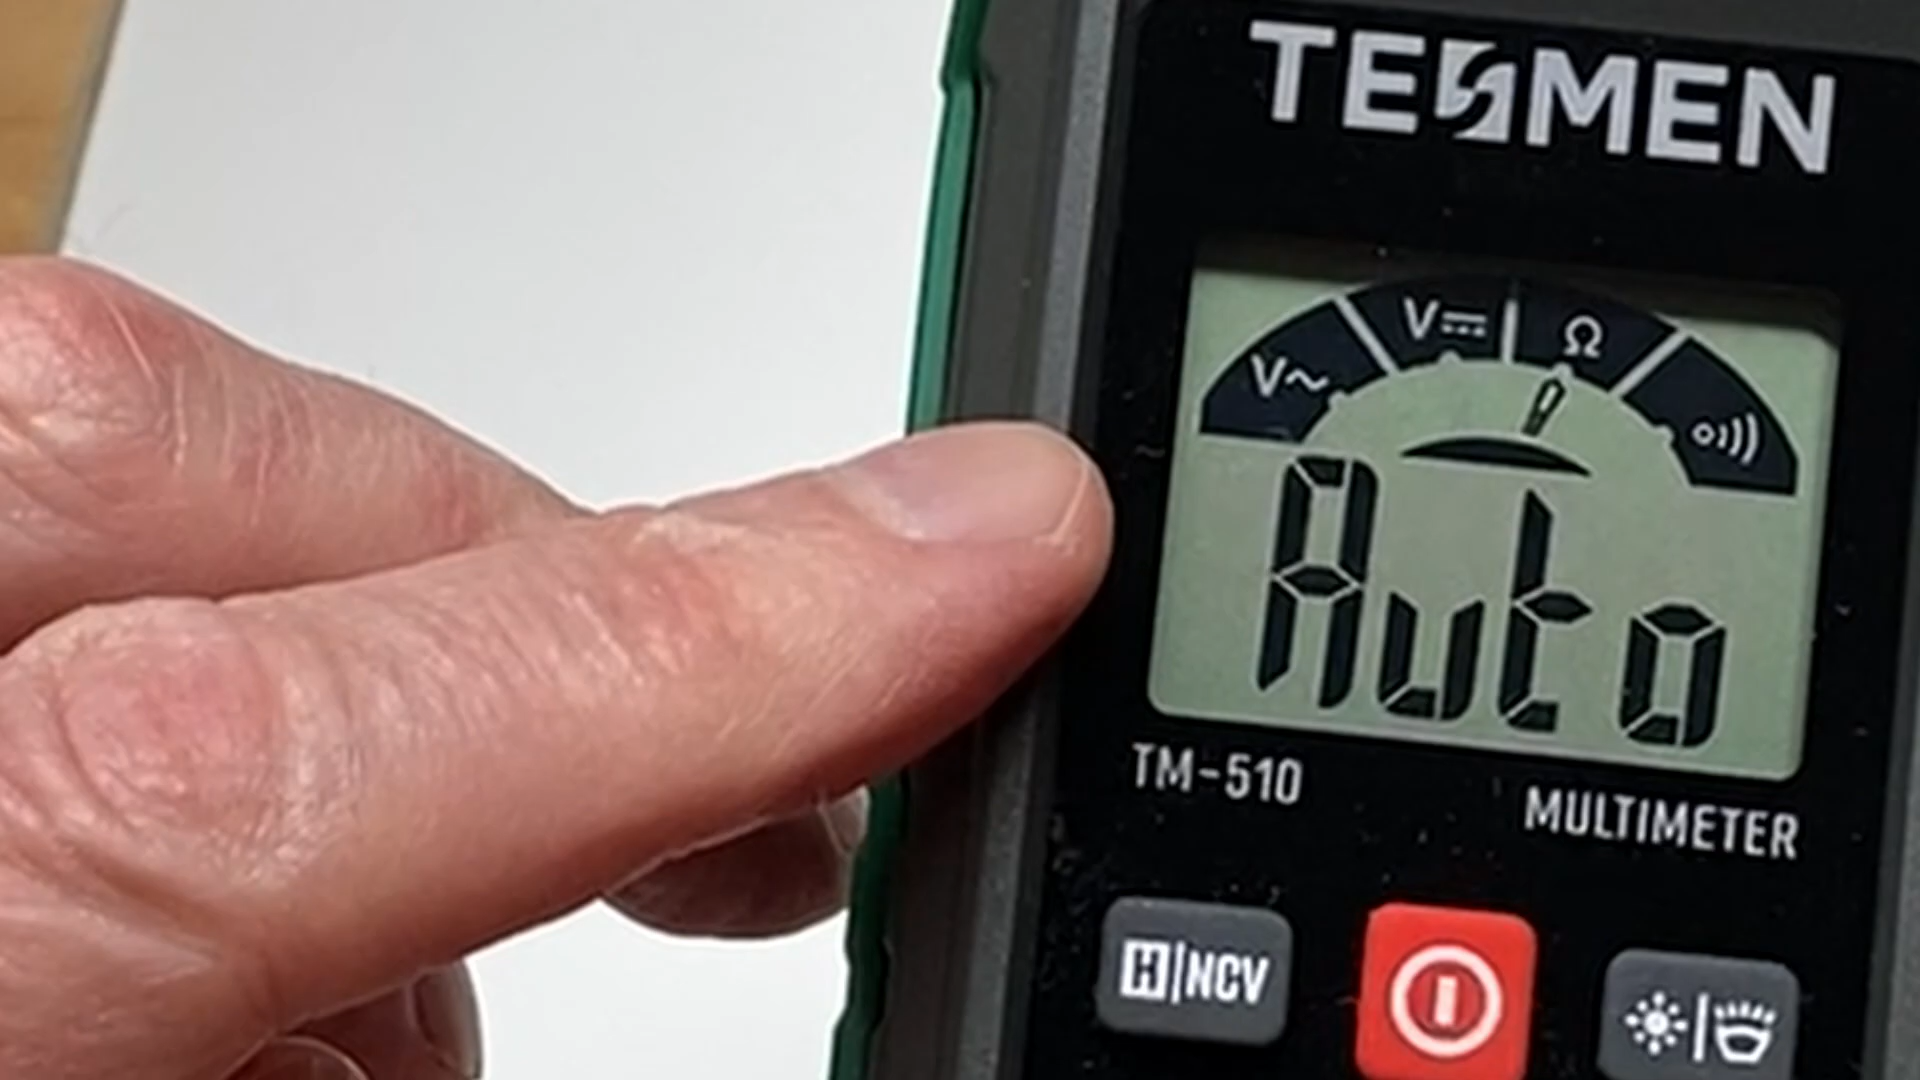 TESMEN
V~ V⎓ Ω
Auto
TM-510
MULTIMETER
H|NCV